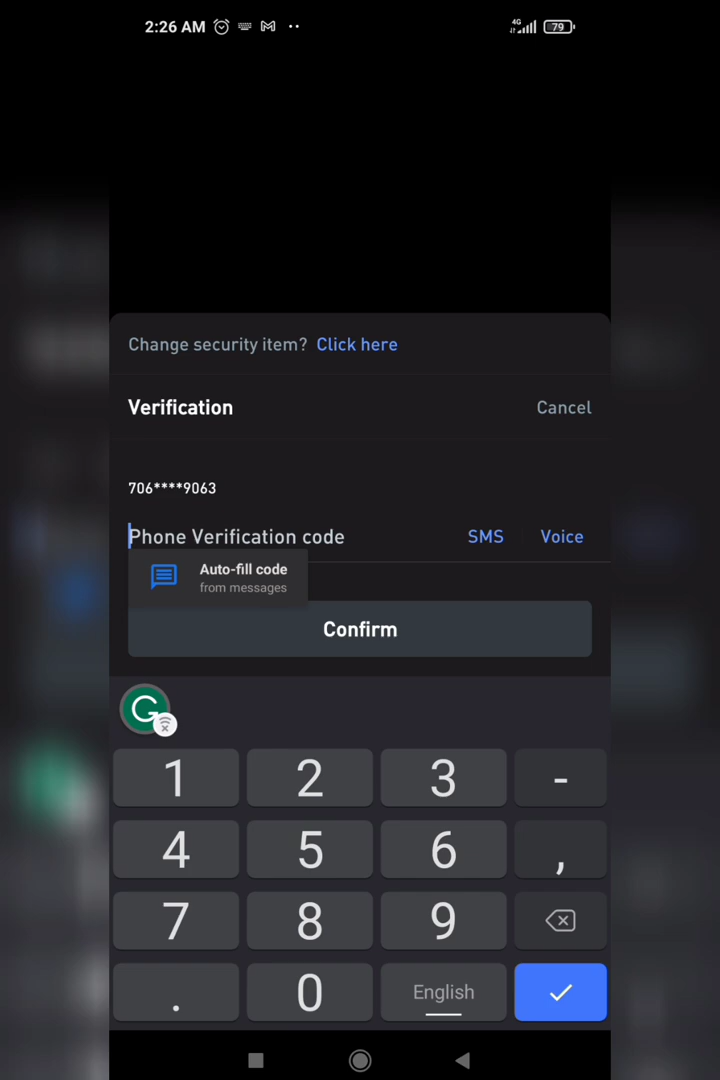 2:26 AM
4G
79
Change security item? Click here
Verification
Cancel
706****9063
Phone Verification code
SMS
Voice
Auto-fill code
from messages
Confirm
G
1 2 3 -
4 5 6 ,
7 8 9
. 0 English